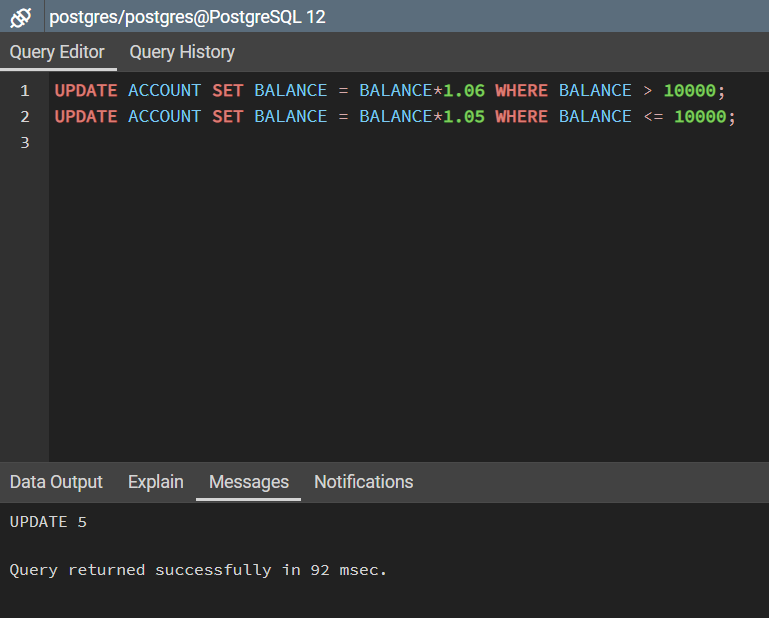 postgres/postgres@PostgreSQL 12
Query Editor Query History
1 UPDATE ACCOUNT SET BALANCE = BALANCE*1.06 WHERE BALANCE > 10000;
2 UPDATE ACCOUNT SET BALANCE = BALANCE*1.05 WHERE BALANCE <= 10000;
3
Data Output Explain Messages Notifications
UPDATE 5
Query returned successfully in 92 msec.